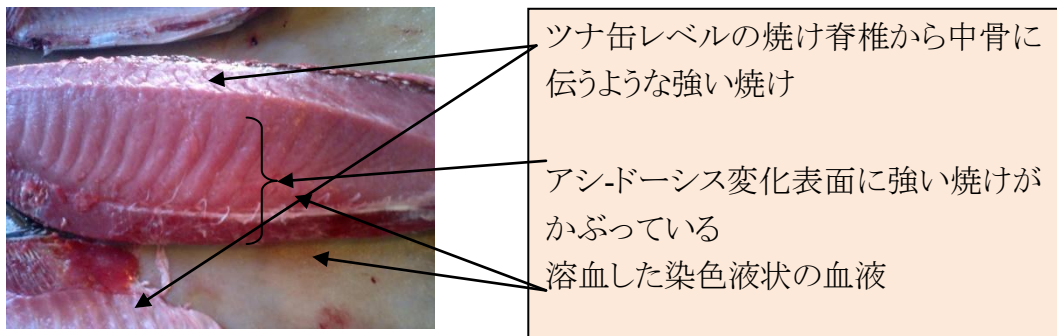 ツナ缶レベルの焼け脊椎から中骨に
伝うような強い焼け
アシ-ドーシス変化表面に強い焼けが
かぶっている
溶血した染色液状の血液